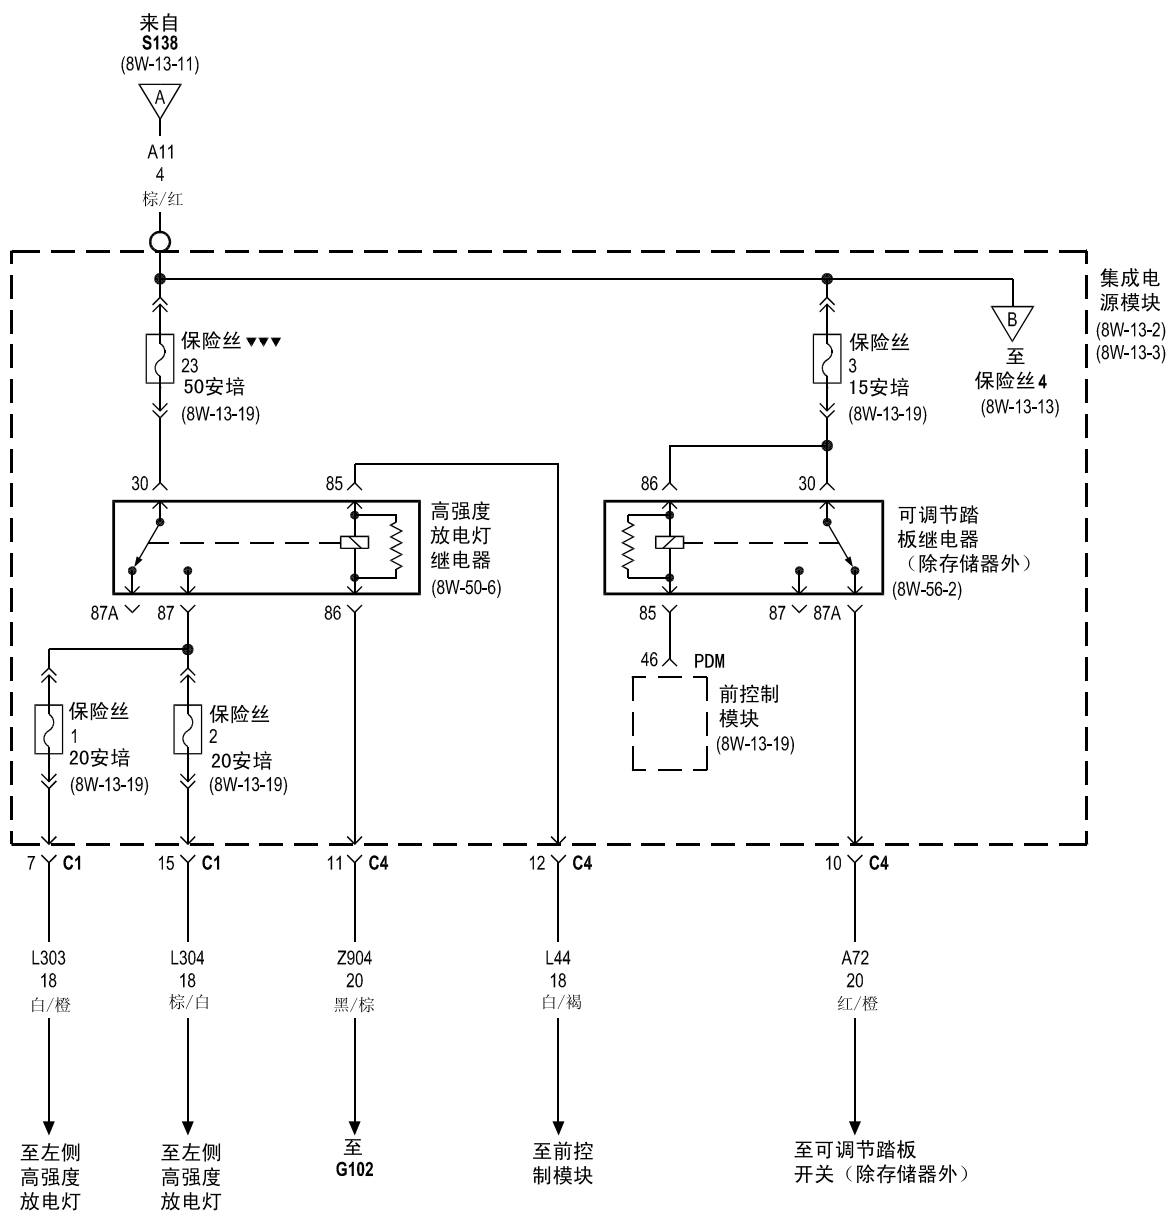 来自
S138
(8W-13-11)
A
A11
4
棕/红
集成电
源模块
(8W-13-2)
(8W-13-3)
保险丝 ▼▼▼
23
50安培
(8W-13-19)
保险丝
3
15安培
(8W-13-19)
B
至
保险丝4
(8W-13-13)
30
85
86
30
高强度
放电灯
继电器
(8W-50-6)
可调节踏
板继电器
（除存储器外）
(8W-56-2)
87A
87
86
85
87
87A
46
PDM
前控制
模块
(8W-13-19)
保险丝
1
20安培
(8W-13-19)
保险丝
2
20安培
(8W-13-19)
7 C1
15 C1
11 C4
12 C4
10 C4
L303
18
白/橙
L304
18
棕/白
Z904
20
黑/棕
L44
18
白/褐
A72
20
红/橙
至左侧
高强度
放电灯
至左侧
高强度
放电灯
至
G102
至前控
制模块
至可调节踏板
开关（除存储器外）